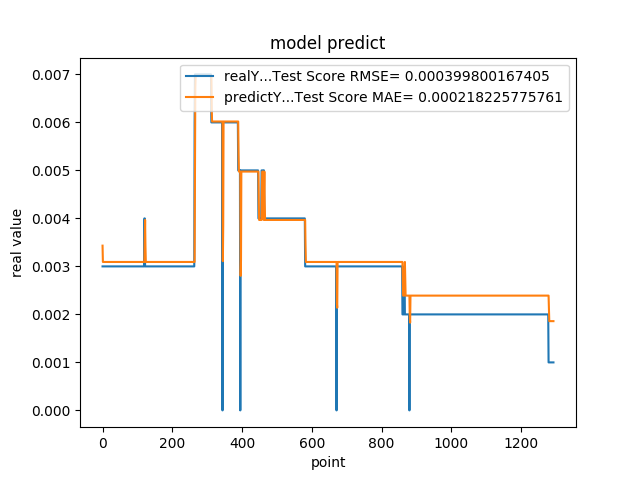 model predict
realY...Test Score RMSE= 0.000399800167405
predictY...Test Score MAE= 0.000218225775761
real value
0.007
0.006
0.005
0.004
0.003
0.002
0.001
0.000
0 200 400 600 800 1000 1200
point